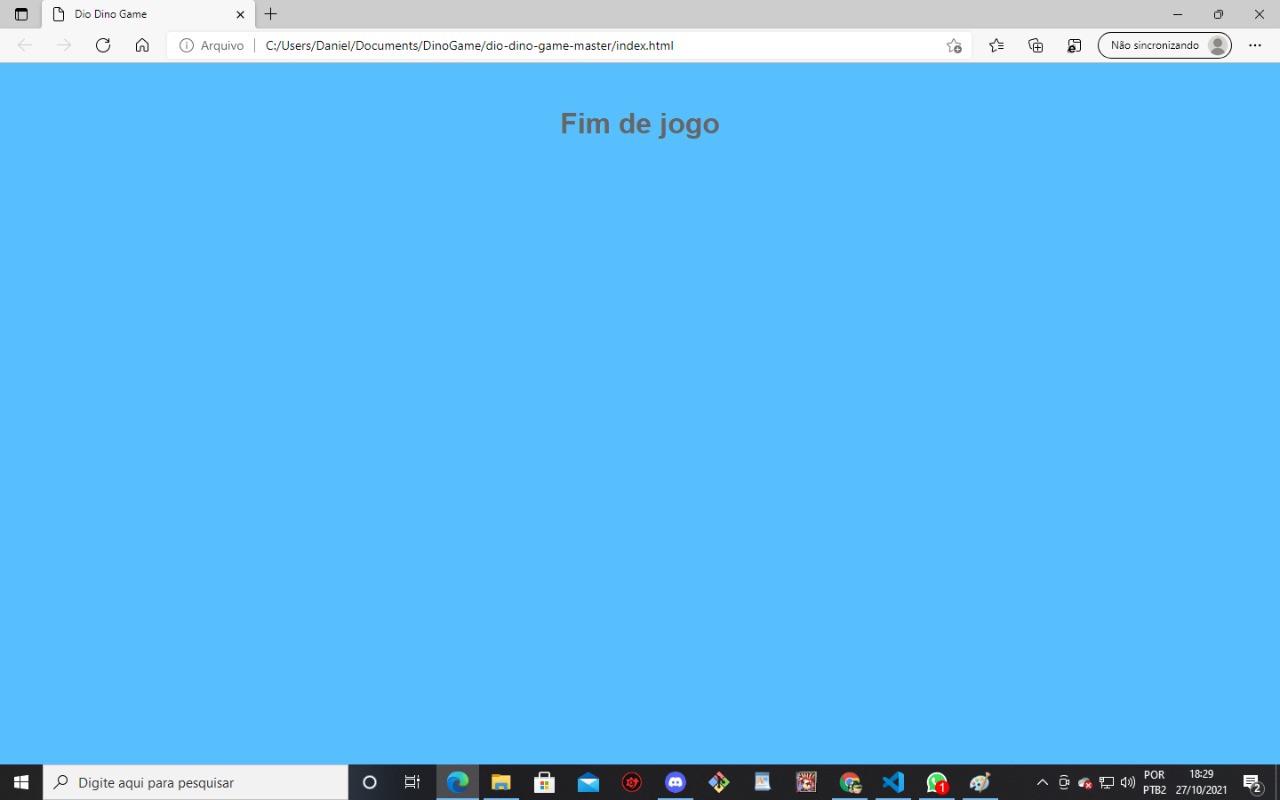 Dio Dino Game
Arquivo
C:/Users/Daniel/Documents/DinoGame/dio-dino-game-master/index.html
Não sincronizando
Fim de jogo
Digite aqui para pesquisar
1
POR
PTB2
18:29
27/10/2021
2